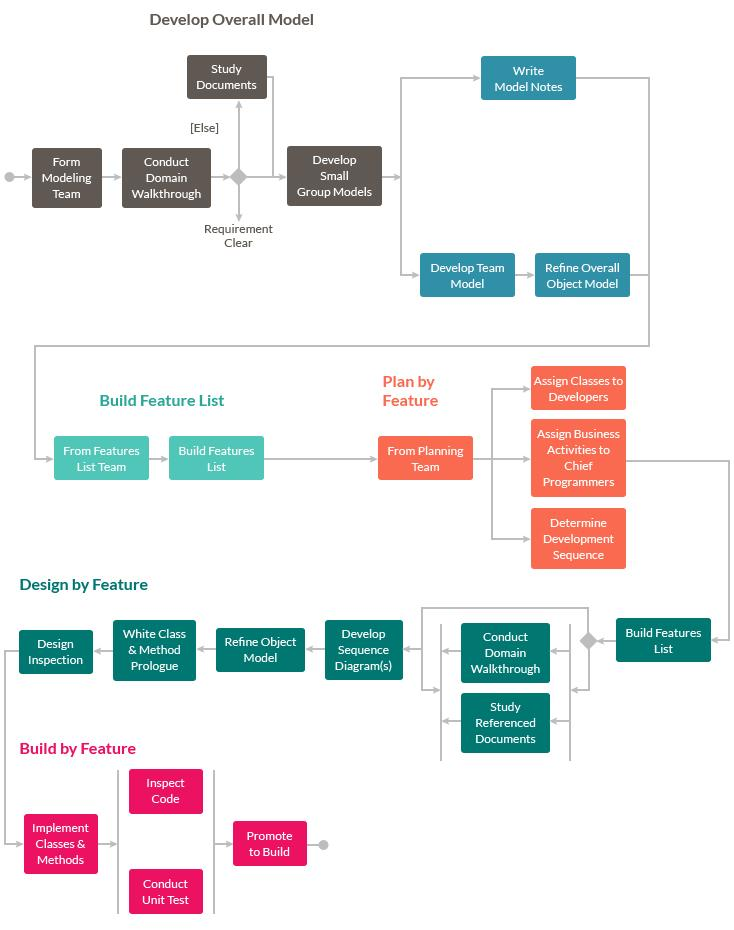 Develop Overall Model
Study
Documents
Write
Model Notes
[Else]
Form
Modeling
Team
Conduct
Domain
Walkthrough
Develop
Small
Group Models
Requirement
Clear
Develop Team
Model
Refine Overall
Object Model
Build Feature List
Plan by
Feature
Assign Classes to
Developers
From Features
List Team
Build Features
List
From Planning
Team
Assign Business
Activities to
Chief
Programmers
Determine
Development
Sequence
Design by Feature
Design
Inspection
White Class
& Method
Prologue
Refine Object
Model
Develop
Sequence
Diagram(s)
Conduct
Domain
Walkthrough
Study
Referenced
Documents
Build Features
List
Build by Feature
Implement
Classes &
Methods
Inspect
Code
Conduct
Unit Test
Promote
to Build